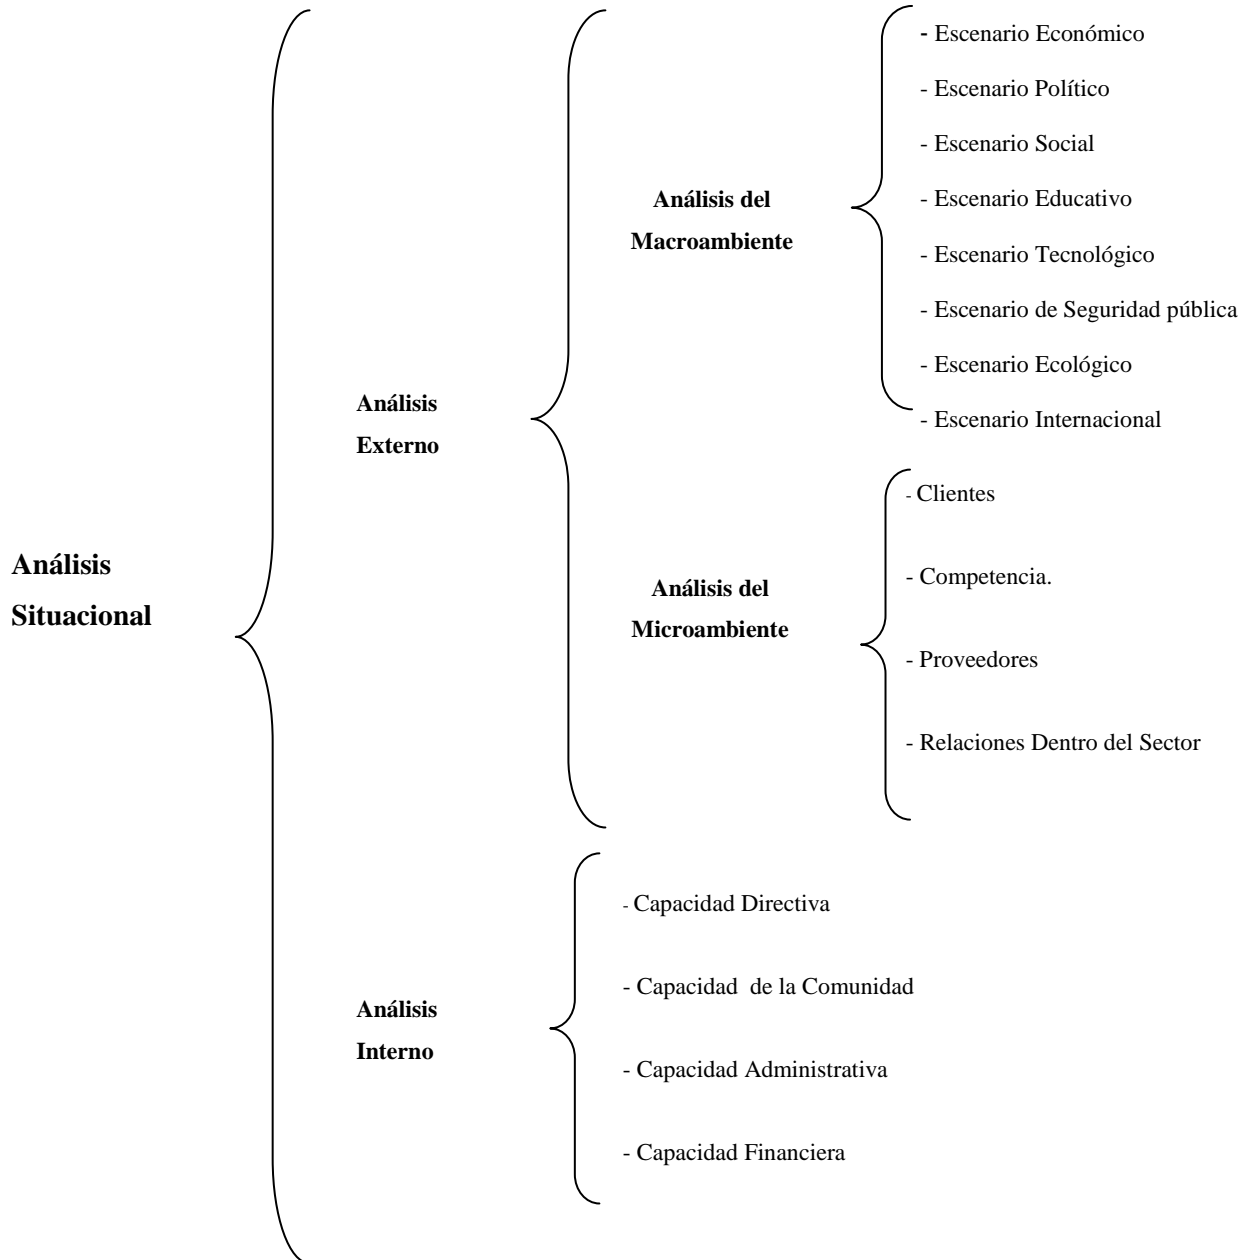 Análisis
Situacional
Análisis
Externo
Análisis del
Macroambiente
- Escenario Económico
- Escenario Político
- Escenario Social
- Escenario Educativo
- Escenario Tecnológico
- Escenario de Seguridad pública
- Escenario Ecológico
- Escenario Internacional
Análisis del
Microambiente
- Clientes
- Competencia.
- Proveedores
- Relaciones Dentro del Sector
Análisis
Interno
- Capacidad Directiva
- Capacidad  de la Comunidad
- Capacidad Administrativa
- Capacidad Financiera